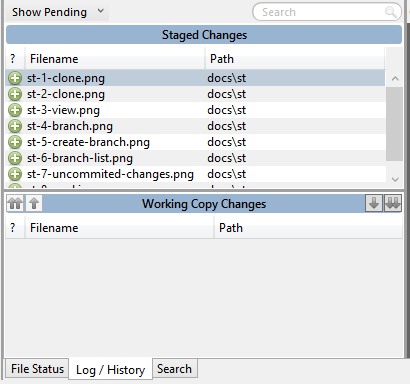 Show Pending Search
Staged Changes
? Filename Path
st-1-clone.png docs\st
st-2-clone.png docs\st
st-3-view.png docs\st
st-4-branch.png docs\st
st-5-create-branch.png docs\st
st-6-branch-list.png docs\st
st-7-uncommited-changes.png docs\st
Working Copy Changes
? Filename Path
File Status Log / History Search